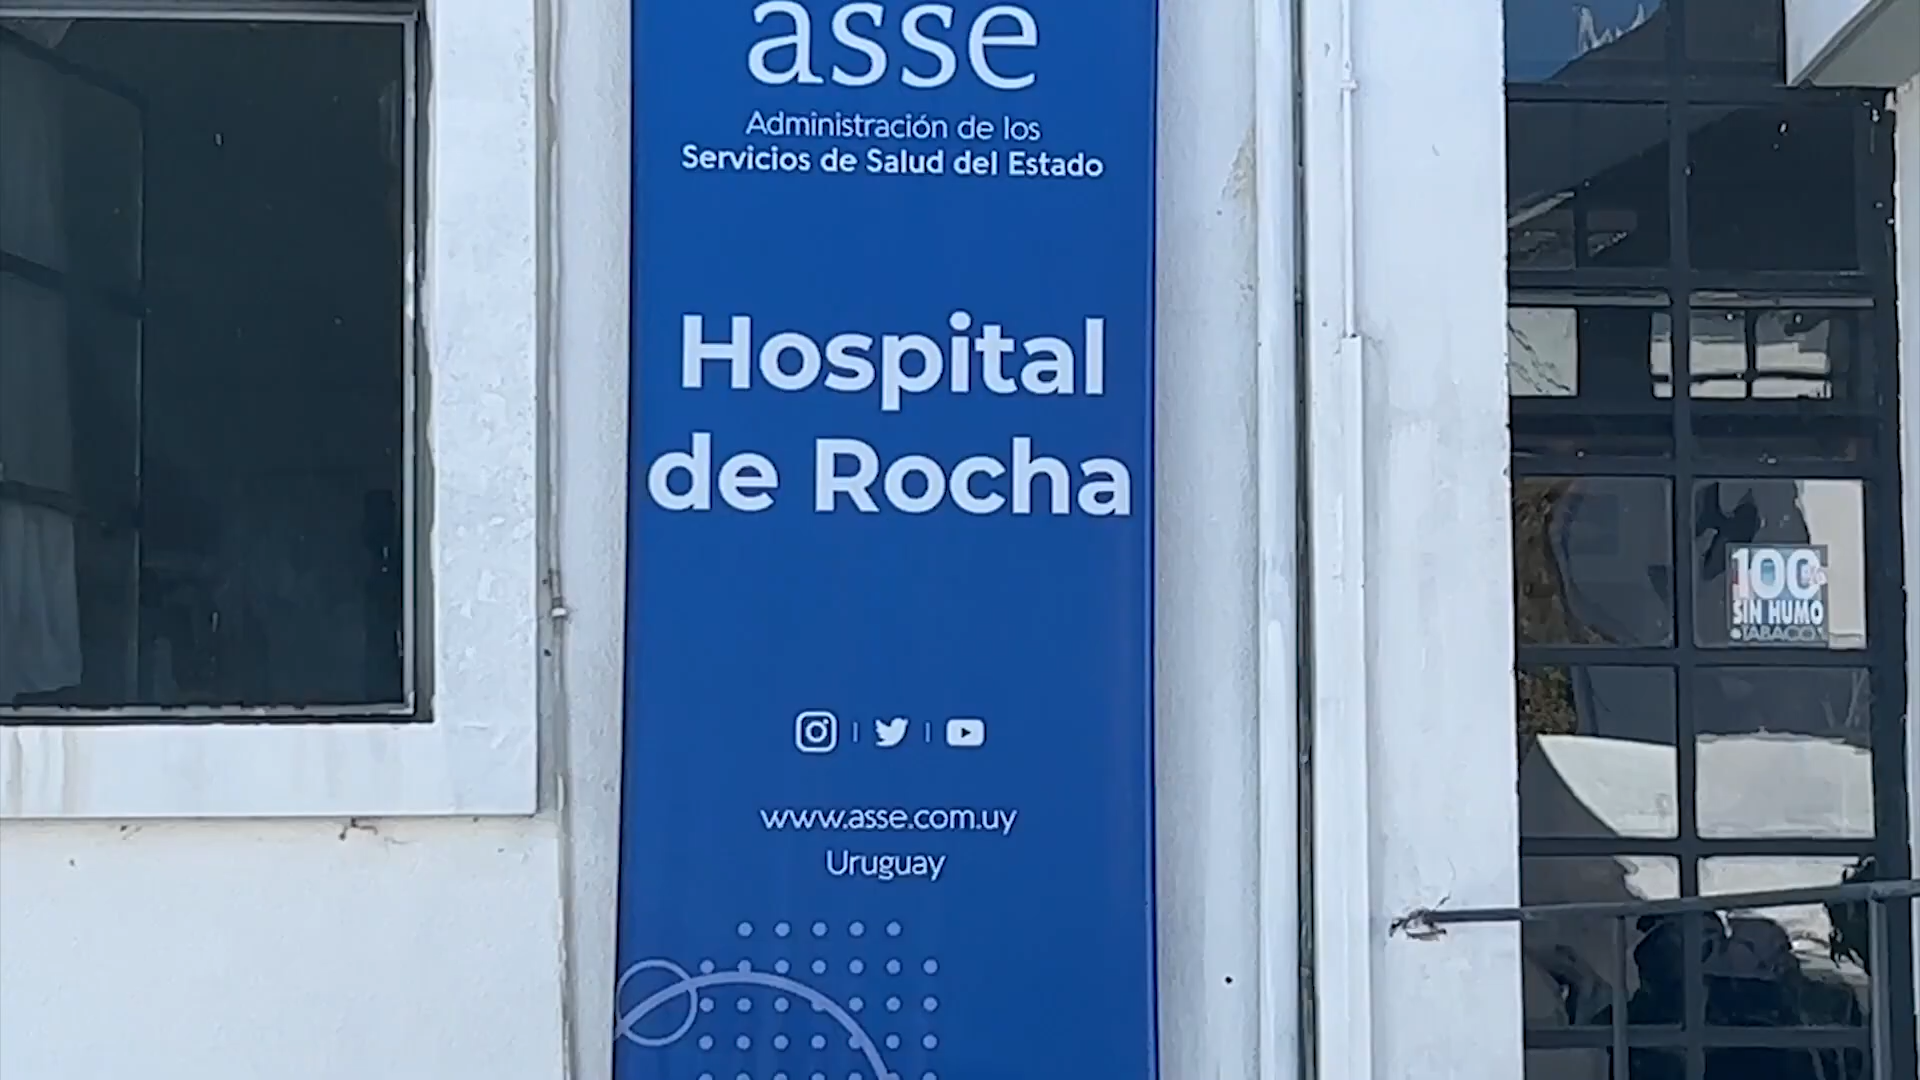 asse
Administración de los
Servicios de Salud del Estado
Hospital
de Rocha
www.asse.com.uy
Uruguay
100%
SIN HUMO
TABACO